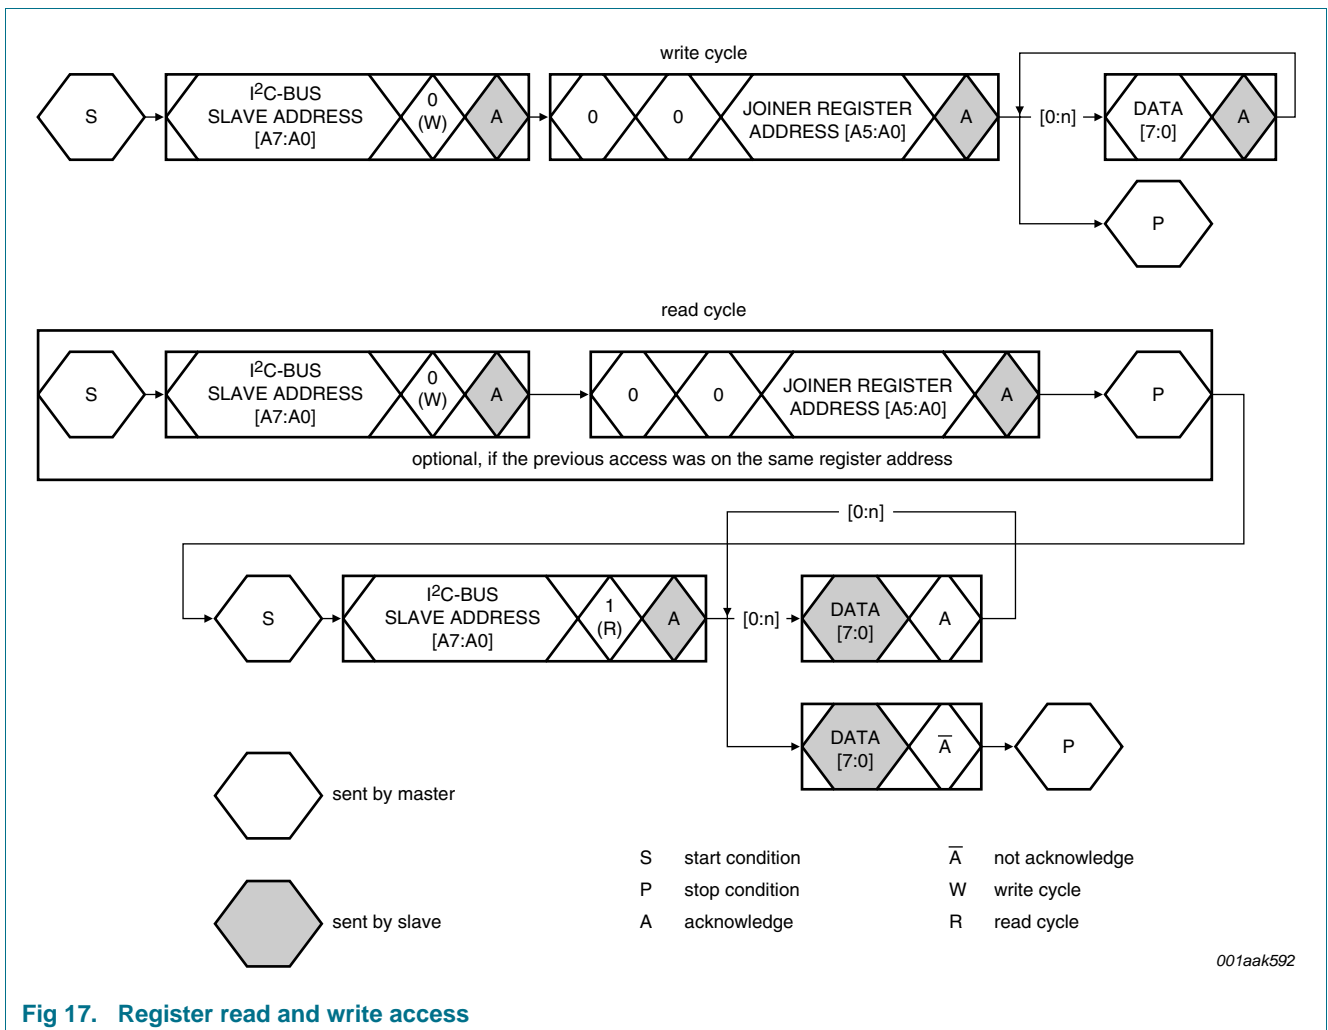 write cycle
S
I2C-BUS
SLAVE ADDRESS
[A7:A0]
0
(W)
A
0
0
JOINER REGISTER
ADDRESS [A5:A0]
A
[0:n]
DATA
[7:0]
A
P
read cycle
S
I2C-BUS
SLAVE ADDRESS
[A7:A0]
0
(W)
A
0
0
JOINER REGISTER
ADDRESS [A5:A0]
A
P
optional, if the previous access was on the same register address
[0:n]
S
I2C-BUS
SLAVE ADDRESS
[A7:A0]
1
(R)
A
[0:n]
DATA
[7:0]
A
DATA
[7:0]
A̅
P
sent by master
sent by slave
S start condition
P stop condition
A acknowledge
A̅ not acknowledge
W write cycle
R read cycle
001aak592
Fig 17. Register read and write access